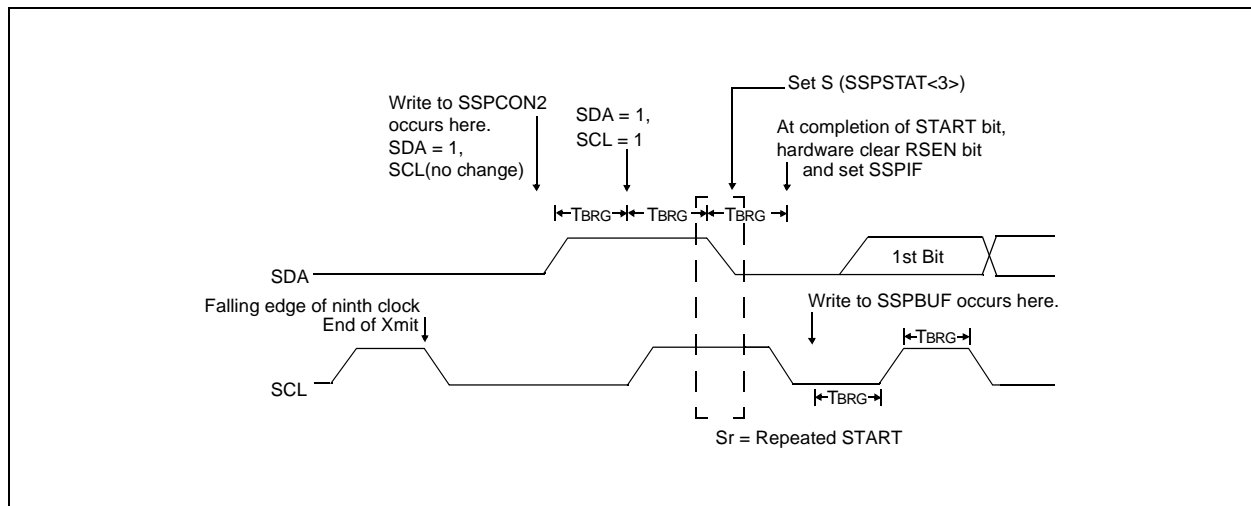 Set S (SSPSTAT<3>)
Write to SSPCON2
occurs here.
SDA = 1,
SCL(no change)
SDA = 1,
SCL = 1
At completion of START bit,
hardware clear RSEN bit
and set SSPIF
TBRG
TBRG
TBRG
SDA
1st Bit
Falling edge of ninth clock
End of Xmit
Write to SSPBUF occurs here.
TBRG
SCL
TBRG
Sr = Repeated START